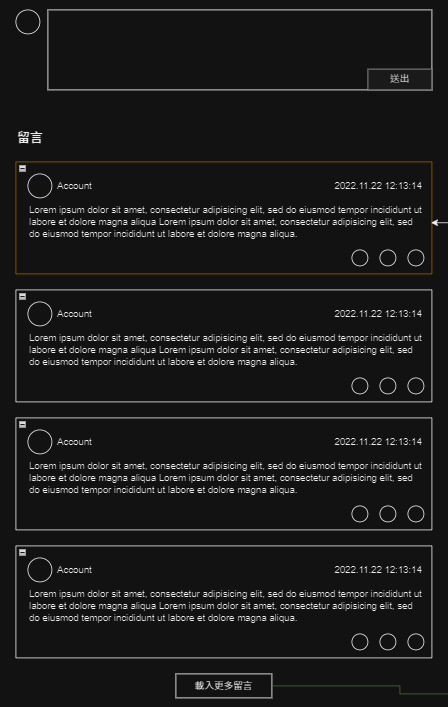 送出
留言
Account 2022.11.22 12:13:14
Lorem ipsum dolor sit amet, consectetur adipisicing elit, sed do eiusmod tempor incididunt ut
labore et dolore magna aliqua Lorem ipsum dolor sit amet, consectetur adipisicing elit, sed
do eiusmod tempor incididunt ut labore et dolore magna aliqua.
Account 2022.11.22 12:13:14
Lorem ipsum dolor sit amet, consectetur adipisicing elit, sed do eiusmod tempor incididunt ut
labore et dolore magna aliqua Lorem ipsum dolor sit amet, consectetur adipisicing elit, sed
do eiusmod tempor incididunt ut labore et dolore magna aliqua.
Account 2022.11.22 12:13:14
Lorem ipsum dolor sit amet, consectetur adipisicing elit, sed do eiusmod tempor incididunt ut
labore et dolore magna aliqua Lorem ipsum dolor sit amet, consectetur adipisicing elit, sed
do eiusmod tempor incididunt ut labore et dolore magna aliqua.
Account 2022.11.22 12:13:14
Lorem ipsum dolor sit amet, consectetur adipisicing elit, sed do eiusmod tempor incididunt ut
labore et dolore magna aliqua Lorem ipsum dolor sit amet, consectetur adipisicing elit, sed
do eiusmod tempor incididunt ut labore et dolore magna aliqua.
載入更多留言